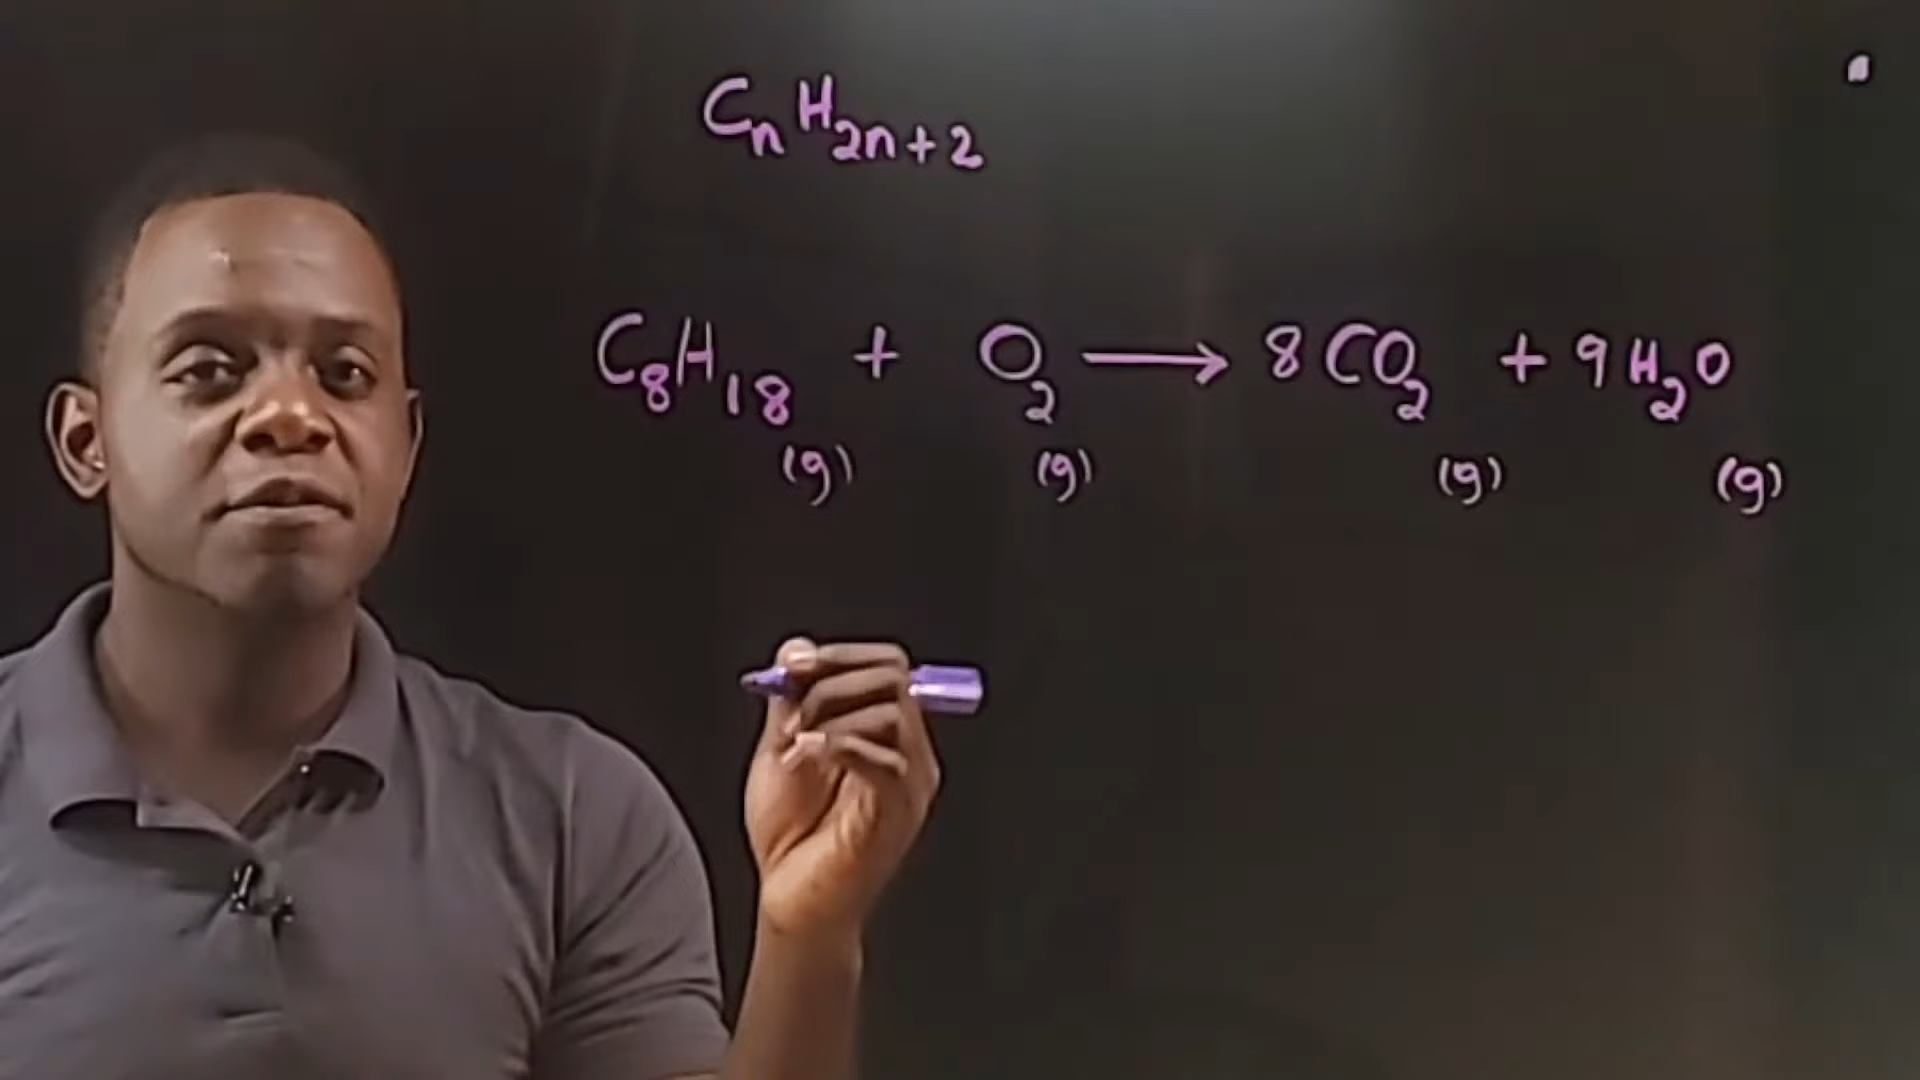 CnH2n+2
C8H18 + O2 → 8CO2 + 9H2O
(g) (g) (g) (g)